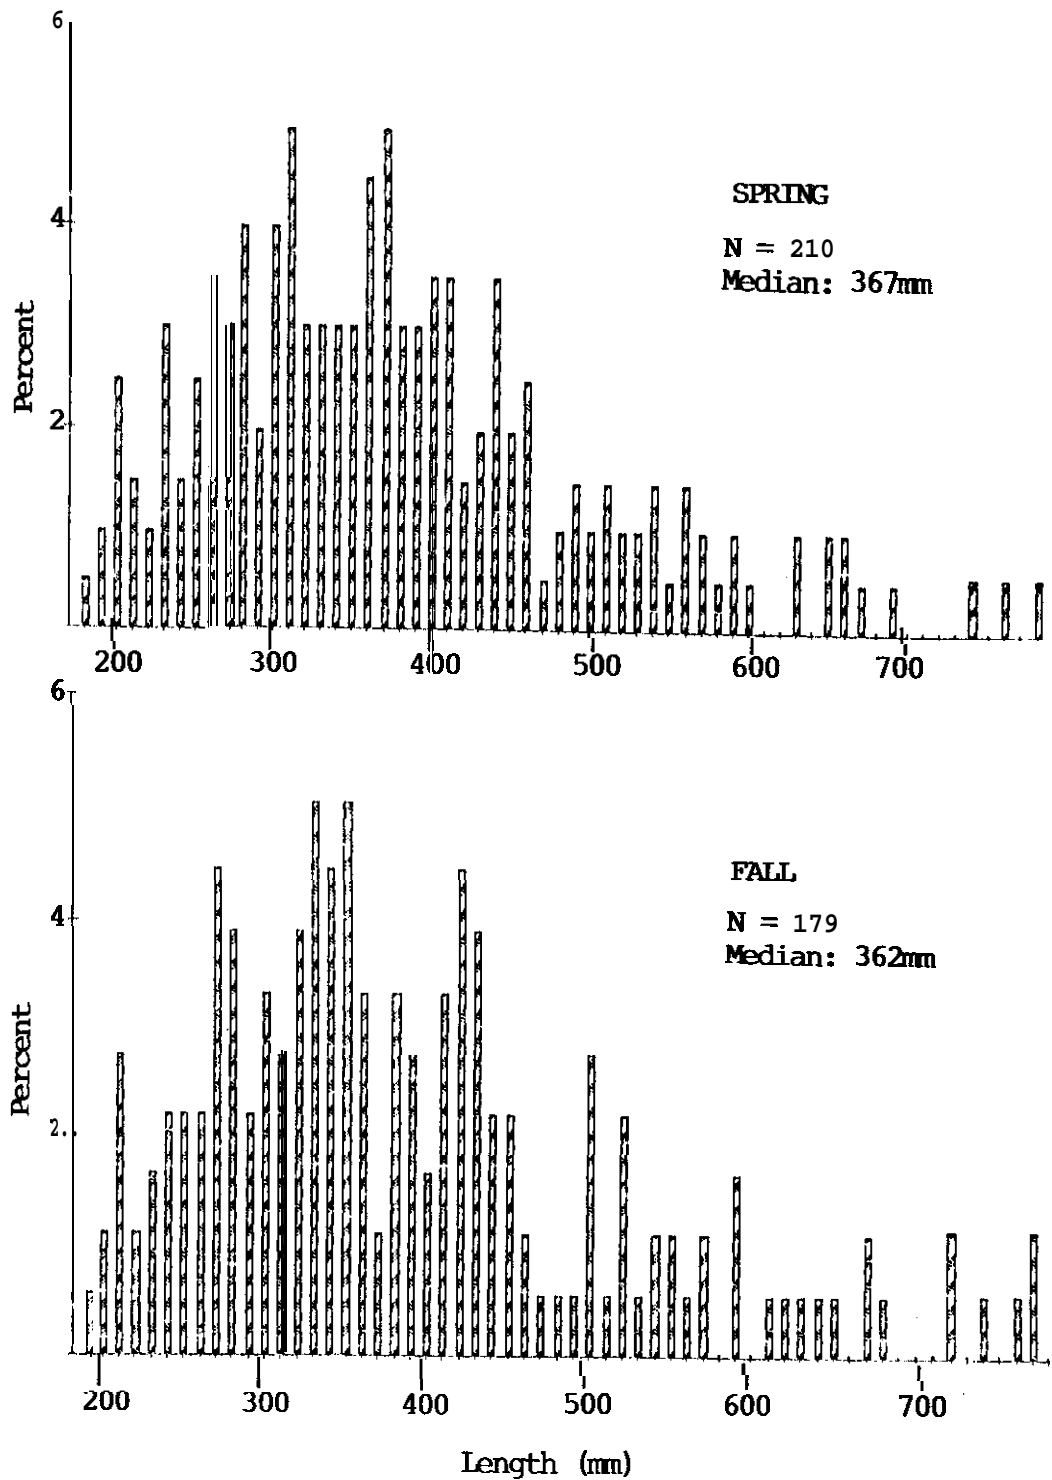 6
SPRING
4
N = 210
Median: 367mm
Percent
2
200 300 400 500 600 700
6
FALL
4
N = 179
Median: 362mm
Percent
2
200 300 400 500 600 700
Length (mm)